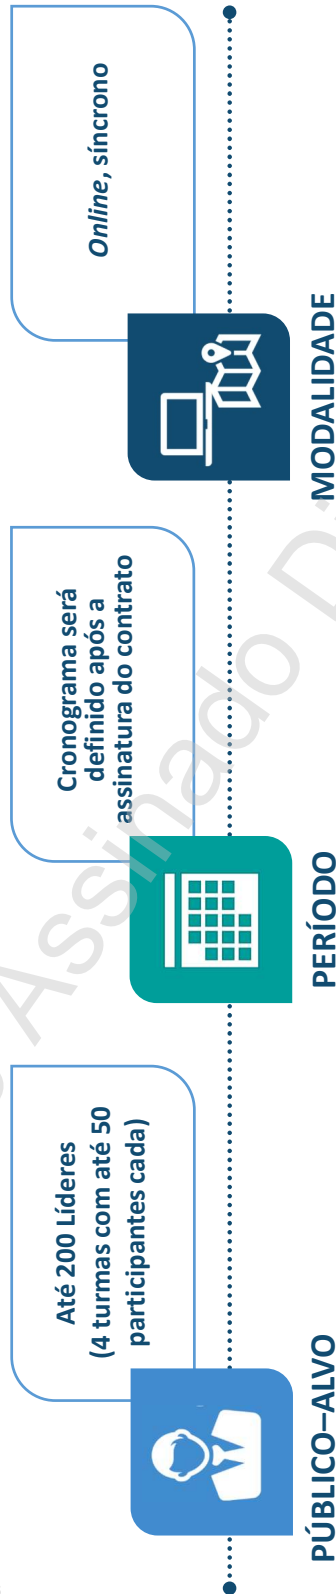 Até 200 Líderes
(4 turmas com até 50
participantes cada)
PÚBLICO–ALVO
Cronograma será
definido após a
assinatura do contrato
PERÍODO
Online, síncrono
MODALIDADE
Assinado